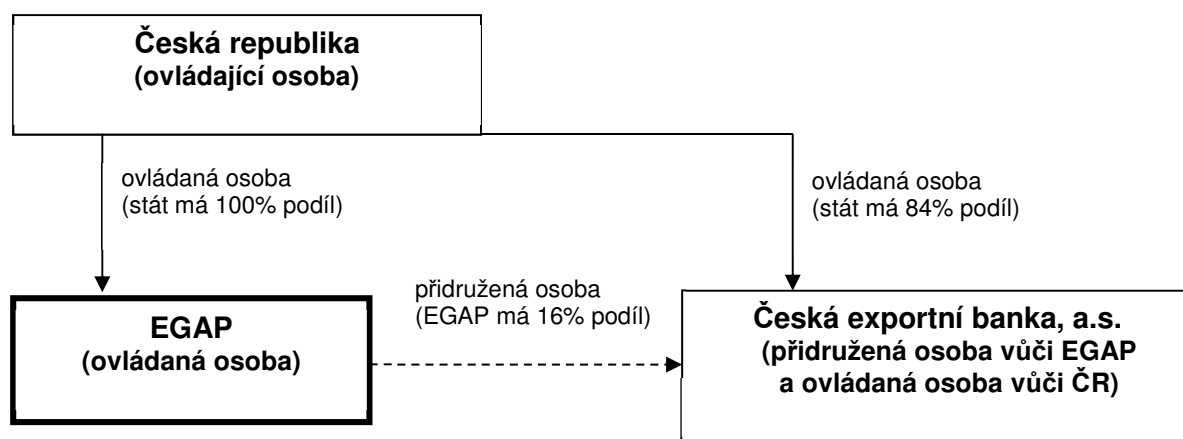 Česká republika
(ovládající osoba)
ovládaná osoba
(stát má 100% podíl)
ovládaná osoba
(stát má 84% podíl)
přidružená osoba
(EGAP má 16% podíl)
EGAP
(ovládaná osoba)
Česká exportní banka, a.s.
(přidružená osoba vůči EGAP
a ovládaná osoba vůči ČR)